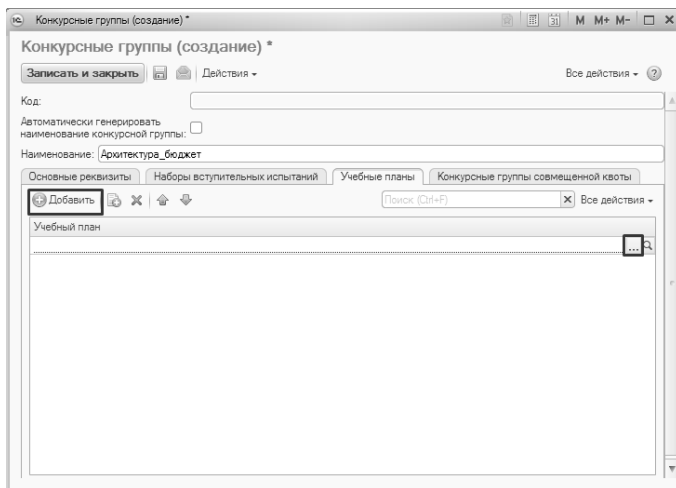 Конкурсные группы (создание) *
31 M M+ M-
Конкурсные группы (создание) *
Записать и закрыть Действия Все действия ?
Код:
Автоматически генерировать
наименование конкурсной группы:
Наименование: Архитектура_бюджет
Основные реквизиты Наборы вступительных испытаний Учебные планы Конкурсные группы совмещенной квоты
Добавить Поиск (Ctrl+F) Все действия
Учебный план
...